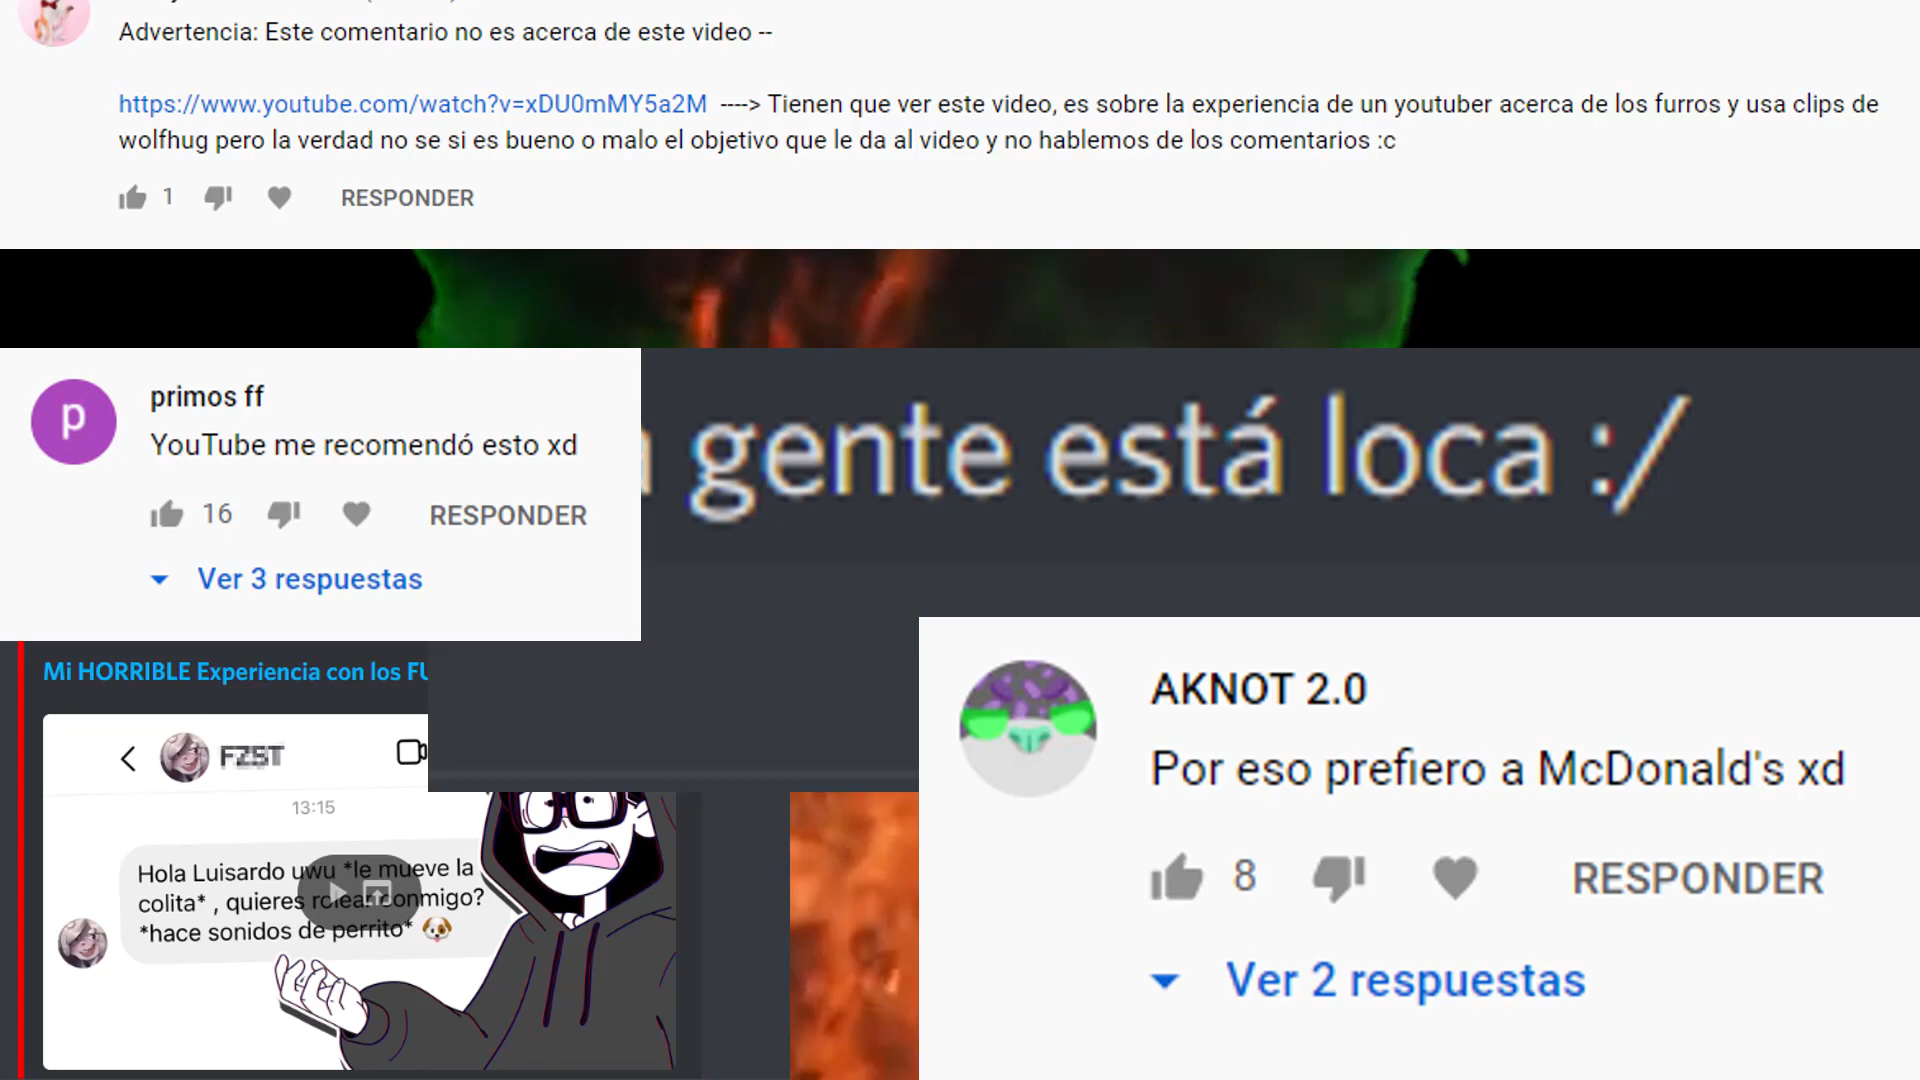 Advertencia: Este comentario no es acerca de este video --
https://www.youtube.com/watch?v=xDU0mMY5a2M ----> Tienen que ver este video, es sobre la experiencia de un youtuber acerca de los furros y usa clips de
wolfhug pero la verdad no se si es bueno o malo el objetivo que le da al video y no hablemos de los comentarios :c
1 RESPONDER
primos ff
YouTube me recomendó esto xd
16 RESPONDER
Ver 3 respuestas
gente está loca :/
Mi HORRIBLE Experiencia con los FU
13:15
Hola Luisardo uwu *le mueve la
colita* , quieres rolear conmigo?
*hace sonidos de perrito* 🐶
AKNOT 2.0
Por eso prefiero a McDonald's xd
8 RESPONDER
Ver 2 respuestas